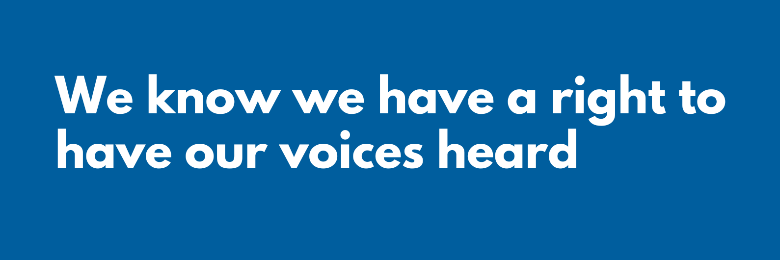 We know we have a right to
have our voices heard